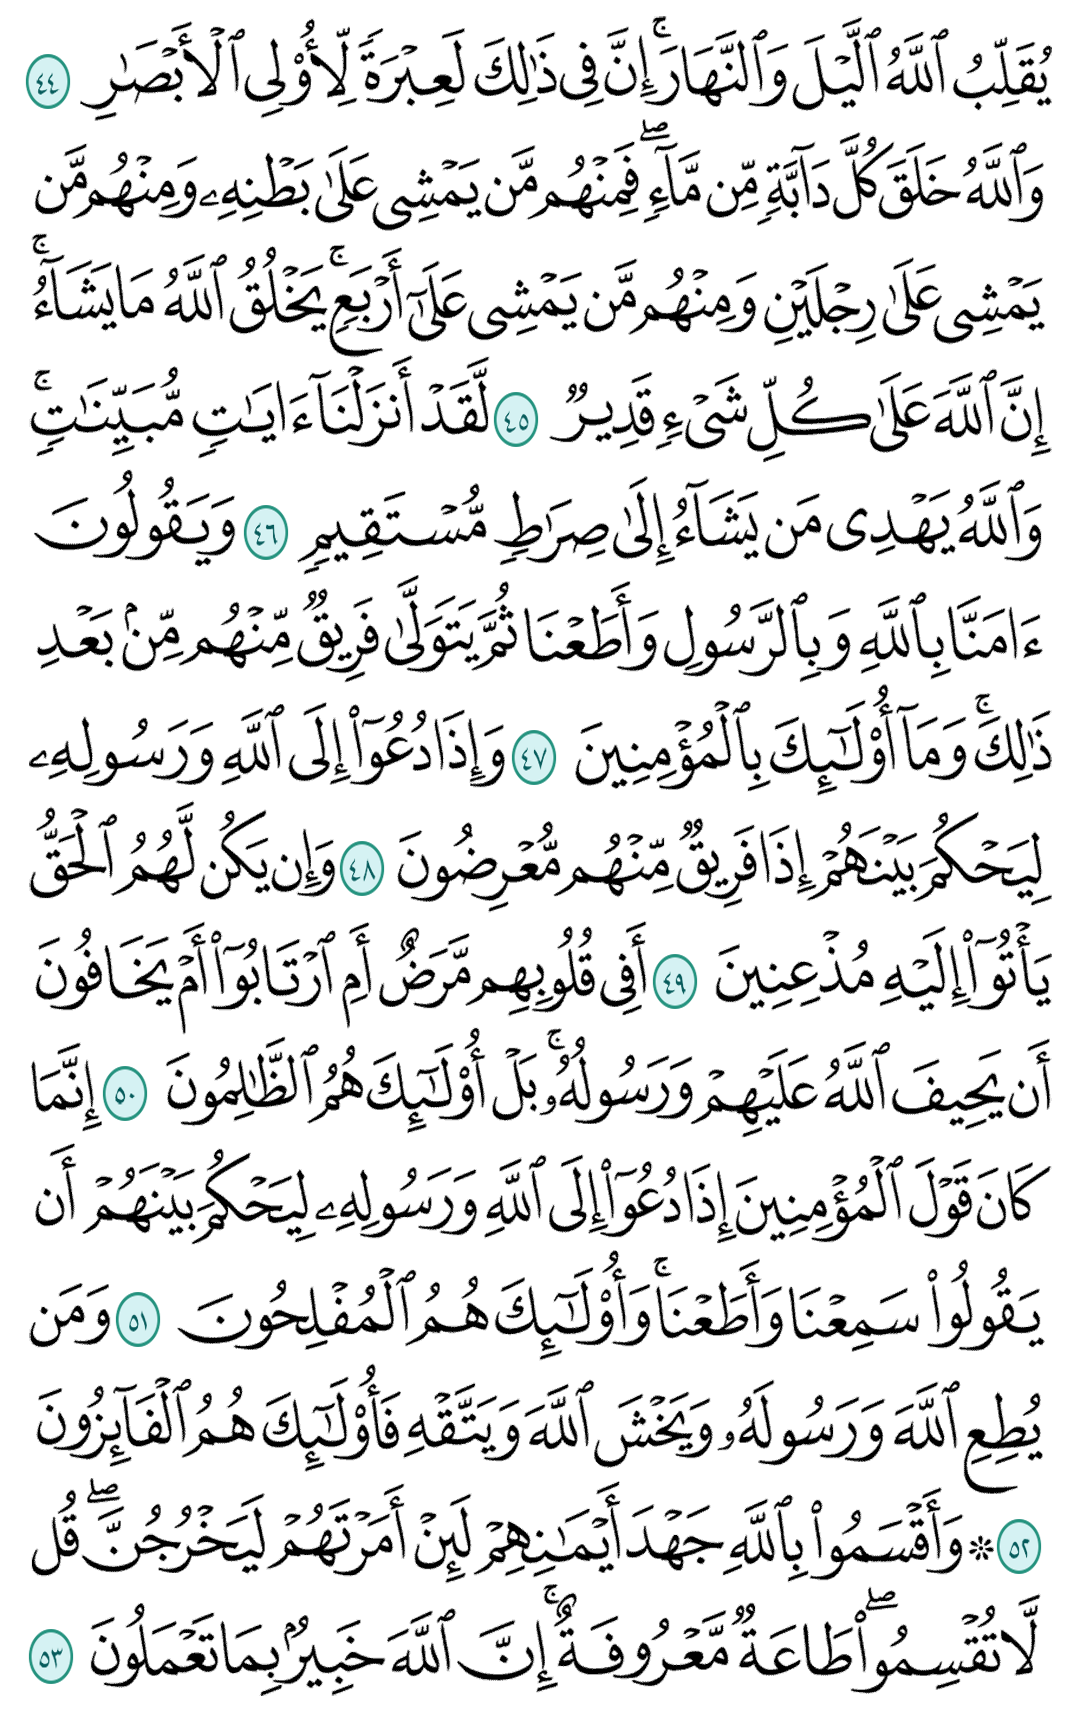 يُقَلِّبُ ٱللَّهُ ٱلَّيۡلَ وَٱلنَّهَارَۚ إِنَّ فِي ذَٰلِكَ لَعِبۡرَةٗ لِّأُوْلِي ٱلۡأَبۡصَٰرِ ٤٤
وَٱللَّهُ خَلَقَ كُلَّ دَآبَّةٖ مِّن مَّآءٖۖ فَمِنۡهُم مَّن يَمۡشِي عَلَىٰ بَطۡنِهِۦ وَمِنۡهُم مَّن
يَمۡشِي عَلَىٰ رِجۡلَيۡنِ وَمِنۡهُم مَّن يَمۡشِي عَلَىٰٓ أَرۡبَعٖۚ يَخۡلُقُ ٱللَّهُ مَا يَشَآءُۚ
إِنَّ ٱللَّهَ عَلَىٰ كُلِّ شَيۡءٖ قَدِيرٞ ٤٥ لَّقَدۡ أَنزَلۡنَآ ءَايَٰتٖ مُّبَيِّنَٰتٖۚ
وَٱللَّهُ يَهۡدِي مَن يَشَآءُ إِلَىٰ صِرَٰطٖ مُّسۡتَقِيمٖ ٤٦ وَيَقُولُونَ
ءَامَنَّا بِٱللَّهِ وَبِٱلرَّسُولِ وَأَطَعۡنَا ثُمَّ يَتَوَلَّىٰ فَرِيقٞ مِّنۡهُم مِّنۢ بَعۡدِ
ذَٰلِكَۚ وَمَآ أُوْلَٰٓئِكَ بِٱلۡمُؤۡمِنِينَ ٤٧ وَإِذَا دُعُوٓاْ إِلَى ٱللَّهِ وَرَسُولِهِۦ
لِيَحۡكُمَ بَيۡنَهُمۡ إِذَا فَرِيقٞ مِّنۡهُم مُّعۡرِضُونَ ٤٨ وَإِن يَكُن لَّهُمُ ٱلۡحَقُّ
يَأۡتُوٓاْ إِلَيۡهِ مُذۡعِنِينَ ٤٩ أَفِي قُلُوبِهِم مَّرَضٌ أَمِ ٱرۡتَابُوٓاْ أَمۡ يَخَافُونَ
أَن يَحِيفَ ٱللَّهُ عَلَيۡهِمۡ وَرَسُولُهُۥۚ بَلۡ أُوْلَٰٓئِكَ هُمُ ٱلظَّٰلِمُونَ ٥٠ إِنَّمَا
كَانَ قَوۡلَ ٱلۡمُؤۡمِنِينَ إِذَا دُعُوٓاْ إِلَى ٱللَّهِ وَرَسُولِهِۦ لِيَحۡكُمَ بَيۡنَهُمۡ أَن
يَقُولُواْ سَمِعۡنَا وَأَطَعۡنَاۚ وَأُوْلَٰٓئِكَ هُمُ ٱلۡمُفۡلِحُونَ ٥١ وَمَن
يُطِعِ ٱللَّهَ وَرَسُولَهُۥ وَيَخۡشَ ٱللَّهَ وَيَتَّقۡهِ فَأُوْلَٰٓئِكَ هُمُ ٱلۡفَآئِزُونَ
٥٢ ۞ وَأَقۡسَمُواْ بِٱللَّهِ جَهۡدَ أَيۡمَٰنِهِمۡ لَئِنۡ أَمَرۡتَهُمۡ لَيَخۡرُجُنَّۖ قُل
لَّا تُقۡسِمُواْۖ طَاعَةٞ مَّعۡرُوفَةٌۚ إِنَّ ٱللَّهَ خَبِيرُۢ بِمَا تَعۡمَلُونَ ٥٣